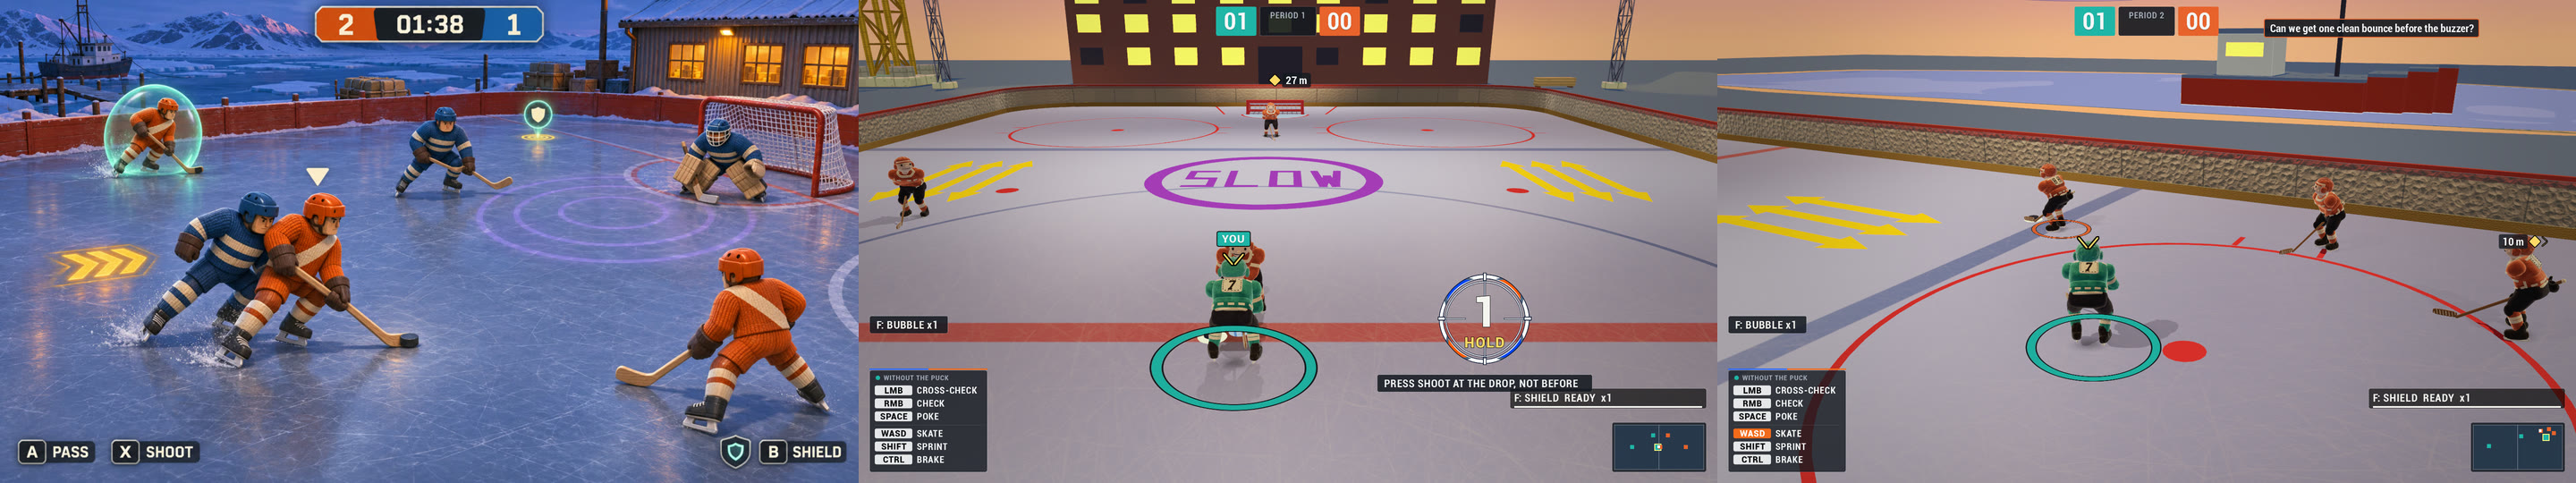 2 01:38 1
A PASS X SHOOT
B SHIELD
01 PERIOD 1 00
27 m
SLOW
YOU
7
1
HOLD
F: BUBBLE x1
PRESS SHOOT AT THE DROP, NOT BEFORE
F: SHIELD READY x1
WITHOUT THE PUCK
LMB CROSS-CHECK
RMB CHECK
SPACE POKE
WASD SKATE
SHIFT SPRINT
CTRL BRAKE
01 PERIOD 2 00
Can we get one clean bounce before the buzzer?
10 m
7
F: BUBBLE x1
WITHOUT THE PUCK
LMB CROSS-CHECK
RMB CHECK
SPACE POKE
WASD SKATE
SHIFT SPRINT
CTRL BRAKE
F: SHIELD READY x1